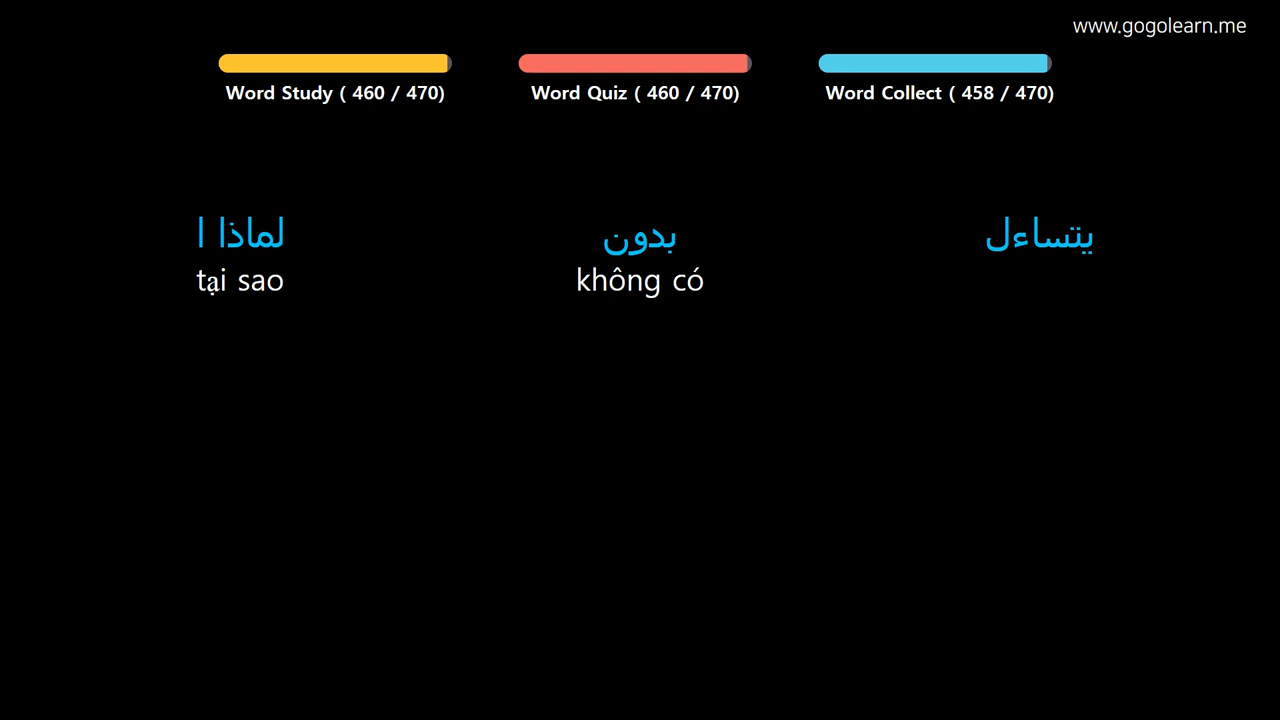 www.gogolearn.me
Word Study ( 460 / 470)
Word Quiz ( 460 / 470)
Word Collect ( 458 / 470)
لماذا ا
tại sao
بدون
không có
يتساءل